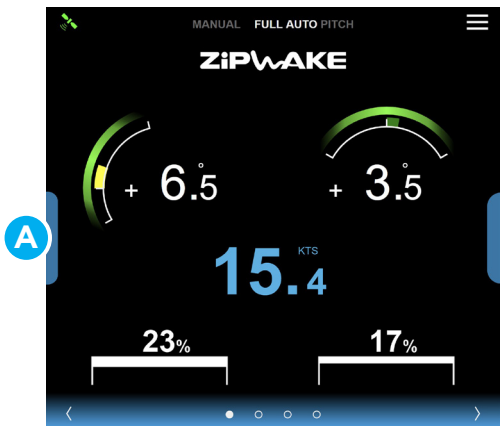 MANUAL FULL AUTO PITCH
ZiPWAKE
+ 6.5°
+ 3.5°
A
KTS
15.4
23%
17%